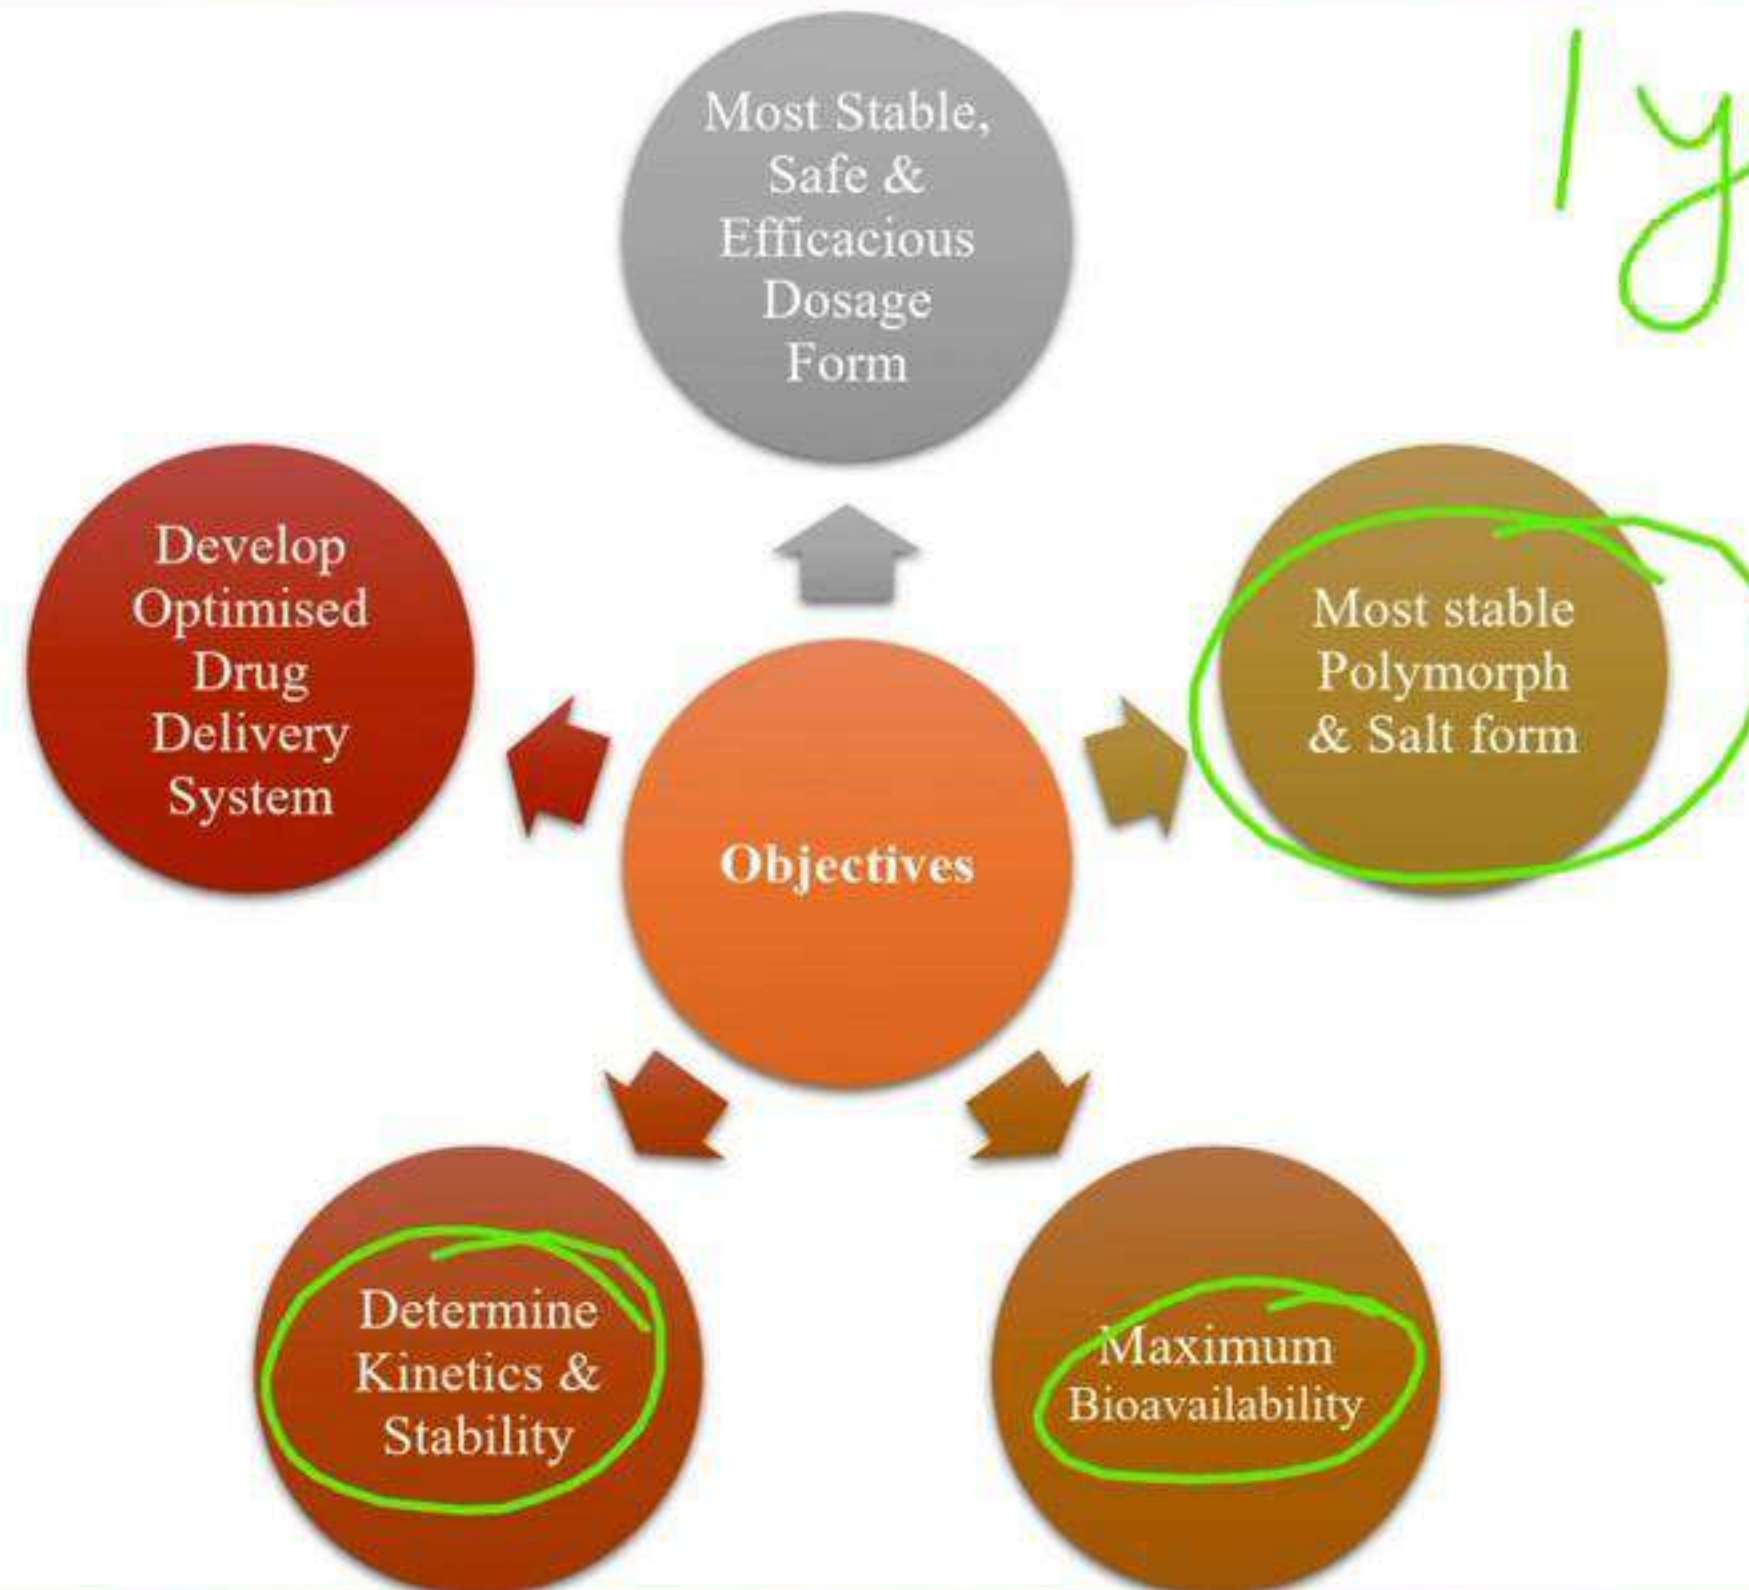 Most Stable,
Safe &
Efficacious
Dosage
Form
1 y
Develop
Optimised
Drug
Delivery
System
Most stable
Polymorph
& Salt form
Objectives
Determine
Kinetics &
Stability
Maximum
Bioavailability